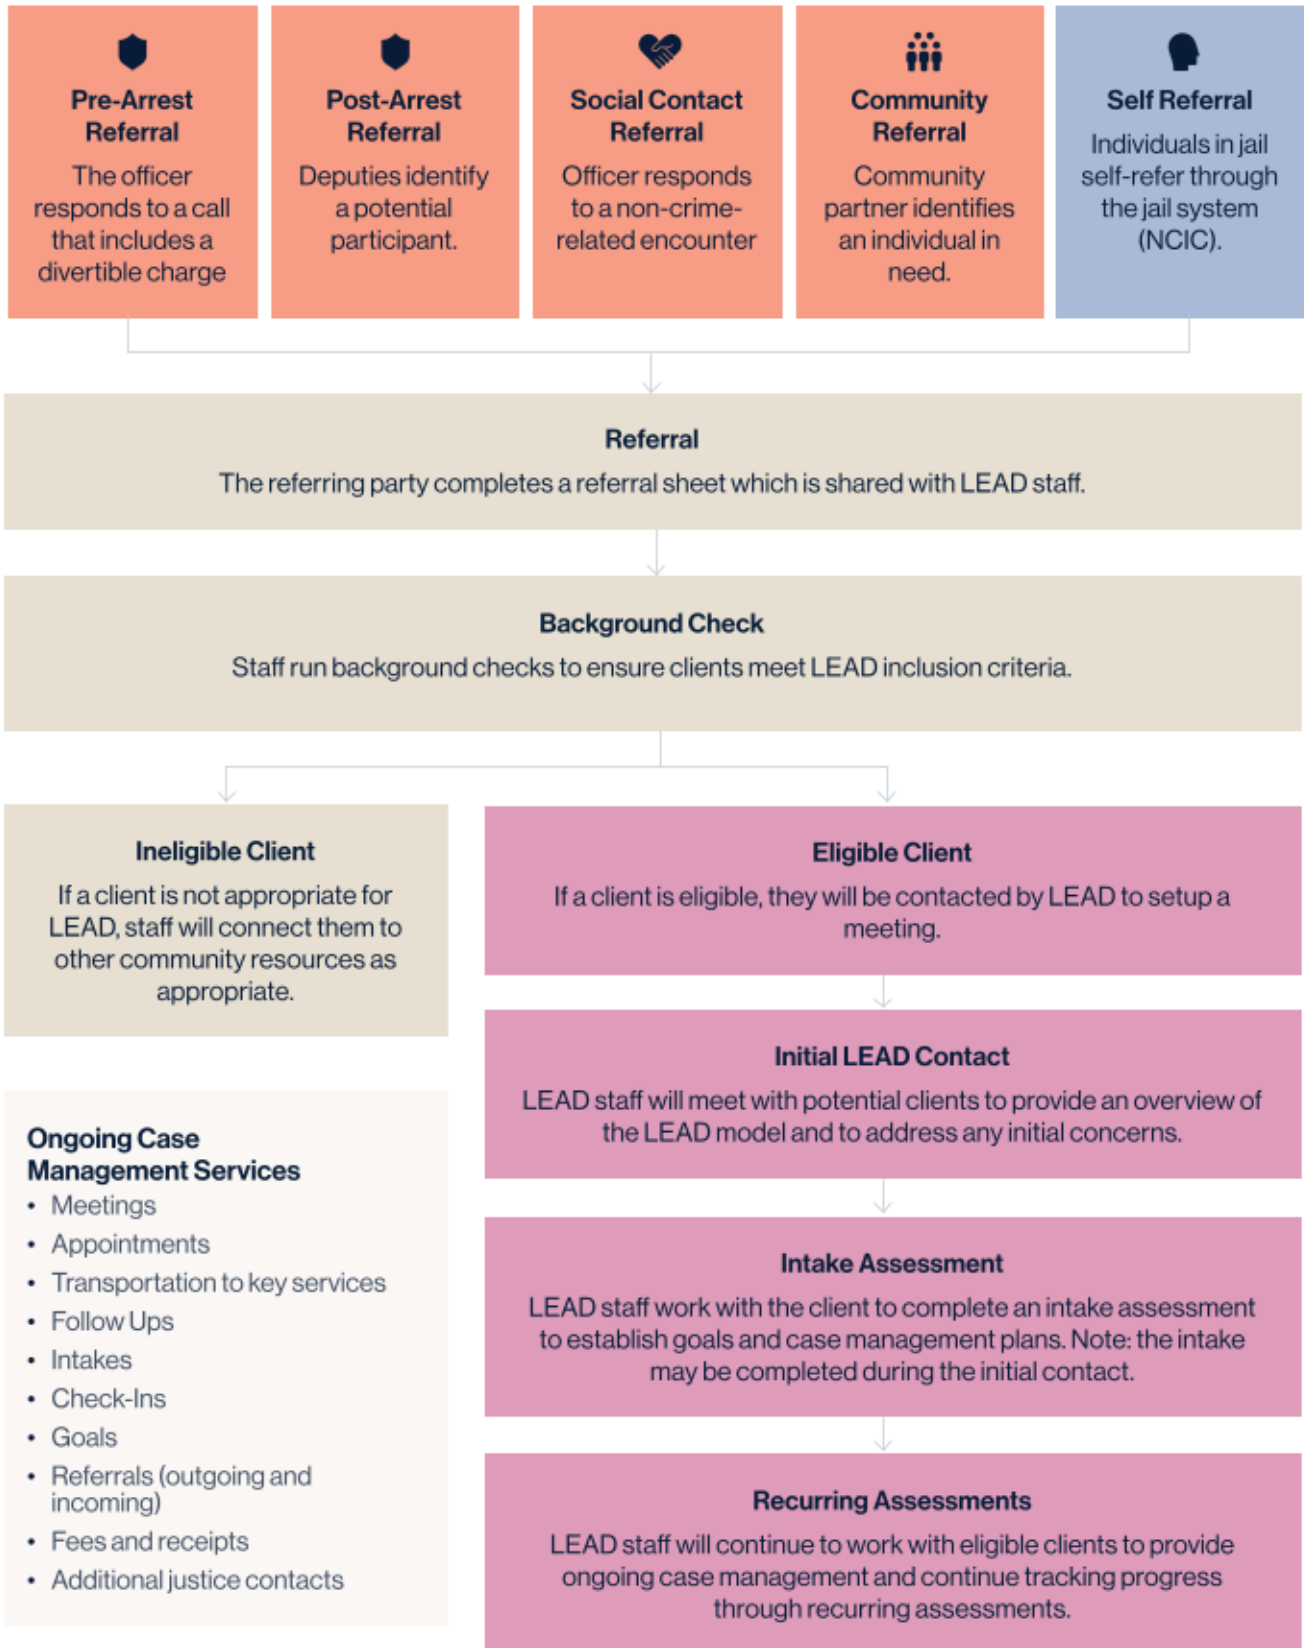 Pre-Arrest
Referral
The officer
responds to a call
that includes a
divertible charge
Post-Arrest
Referral
Deputies identify
a potential
participant.
Social Contact
Referral
Officer responds
to a non-crime-
related encounter
Community
Referral
Community
partner identifies
an individual in
need.
Self Referral
Individuals in jail
self-refer through
the jail system
(NCIC).
Referral
The referring party completes a referral sheet which is shared with LEAD staff.
Background Check
Staff run background checks to ensure clients meet LEAD inclusion criteria.
Ineligible Client
If a client is not appropriate for
LEAD, staff will connect them to
other community resources as
appropriate.
Eligible Client
If a client is eligible, they will be contacted by LEAD to setup a
meeting.
Initial LEAD Contact
LEAD staff will meet with potential clients to provide an overview of
the LEAD model and to address any initial concerns.
Intake Assessment
LEAD staff work with the client to complete an intake assessment
to establish goals and case management plans. Note: the intake
may be completed during the initial contact.
Recurring Assessments
LEAD staff will continue to work with eligible clients to provide
ongoing case management and continue tracking progress
through recurring assessments.
Ongoing Case
Management Services
• Meetings
• Appointments
• Transportation to key services
• Follow Ups
• Intakes
• Check-Ins
• Goals
• Referrals (outgoing and
incoming)
• Fees and receipts
• Additional justice contacts